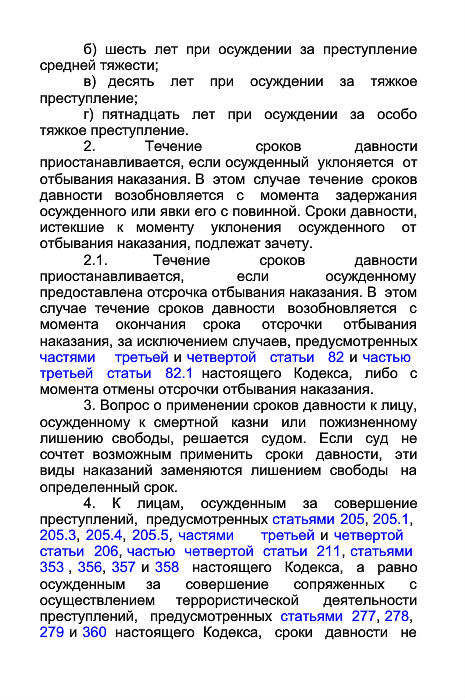 б) шесть лет при осуждении за преступление
средней тяжести;
в) десять лет при осуждении за тяжкое
преступление;
г) пятнадцать лет при осуждении за особо
тяжкое преступление.
2. Течение сроков давности
приостанавливается, если осужденный уклоняется от
отбывания наказания. В этом случае течение сроков
давности возобновляется с момента задержания
осужденного или явки его с повинной. Сроки давности,
истекшие к моменту уклонения осужденного от
отбывания наказания, подлежат зачету.
2.1. Течение сроков давности
приостанавливается, если осужденному
предоставлена отсрочка отбывания наказания. В этом
случае течение сроков давности возобновляется с
момента окончания срока отсрочки отбывания
наказания, за исключением случаев, предусмотренных
частями третьей и четвертой статьи 82 и частью
третьей статьи 82.1 настоящего Кодекса, либо с
момента отмены отсрочки отбывания наказания.
3. Вопрос о применении сроков давности к лицу,
осужденному к смертной казни или пожизненному
лишению свободы, решается судом. Если суд не
сочтет возможным применить сроки давности, эти
виды наказаний заменяются лишением свободы на
определенный срок.
4. К лицам, осужденным за совершение
преступлений, предусмотренных статьями 205, 205.1,
205.3, 205.4, 205.5, частями третьей и четвертой
статьи 206, частью четвертой статьи 211, статьями
353 , 356, 357 и 358 настоящего Кодекса, а равно
осужденным за совершение сопряженных с
осуществлением террористической деятельности
преступлений, предусмотренных статьями 277, 278,
279 и 360 настоящего Кодекса, сроки давности не